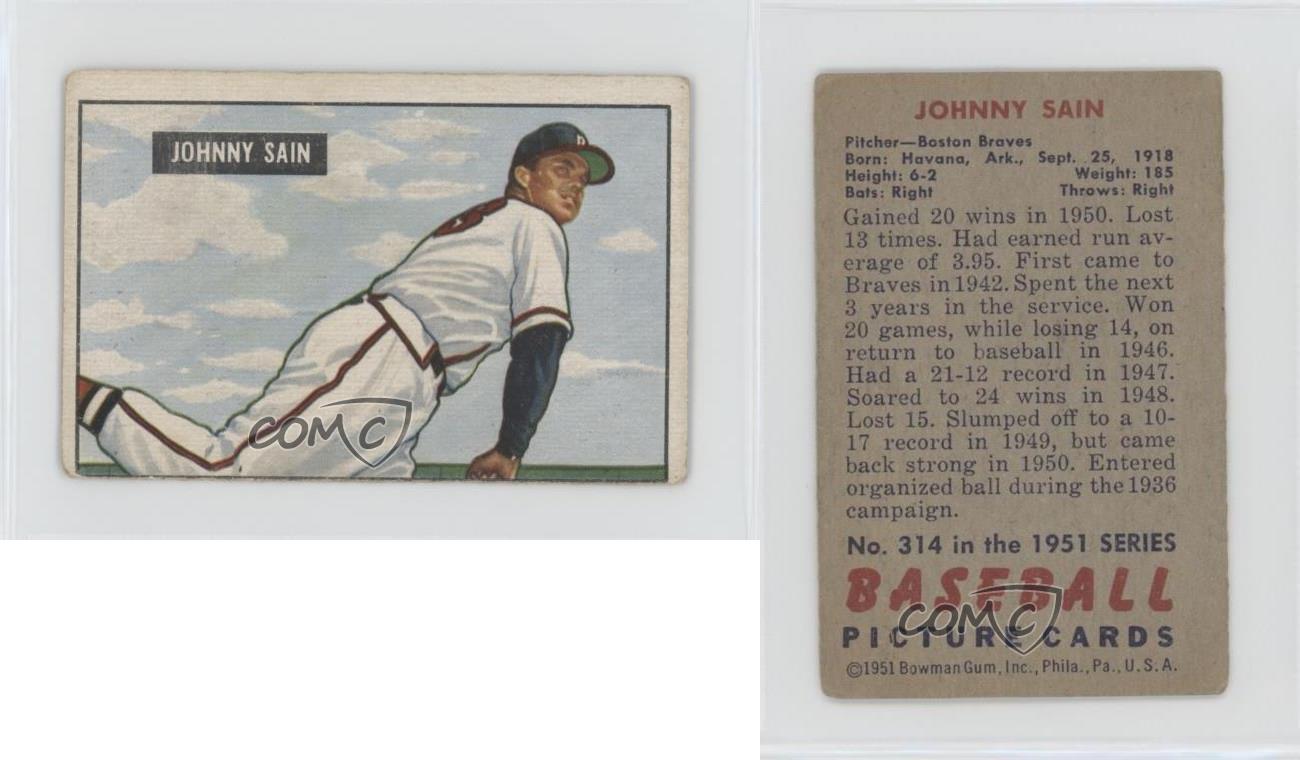 JOHNNY SAIN
COMC
JOHNNY SAIN
Pitcher—Boston Braves
Born: Havana, Ark., Sept. 25, 1918
Height: 6-2 Weight: 185
Bats: Right Throws: Right
Gained 20 wins in 1950. Lost
13 times. Had earned run av-
erage of 3.95. First came to
Braves in 1942. Spent the next
3 years in the service. Won
20 games, while losing 14, on
return to baseball in 1946.
Had a 21-12 record in 1947.
Soared to 24 wins in 1948.
Lost 15. Slumped off to a 10-
17 record in 1949, but came
back strong in 1950. Entered
organized ball during the 1936
campaign.
No. 314 in the 1951 SERIES
BASEBALL
COMC
PICTURE CARDS
©1951 Bowman Gum, Inc., Phila., Pa., U.S.A.